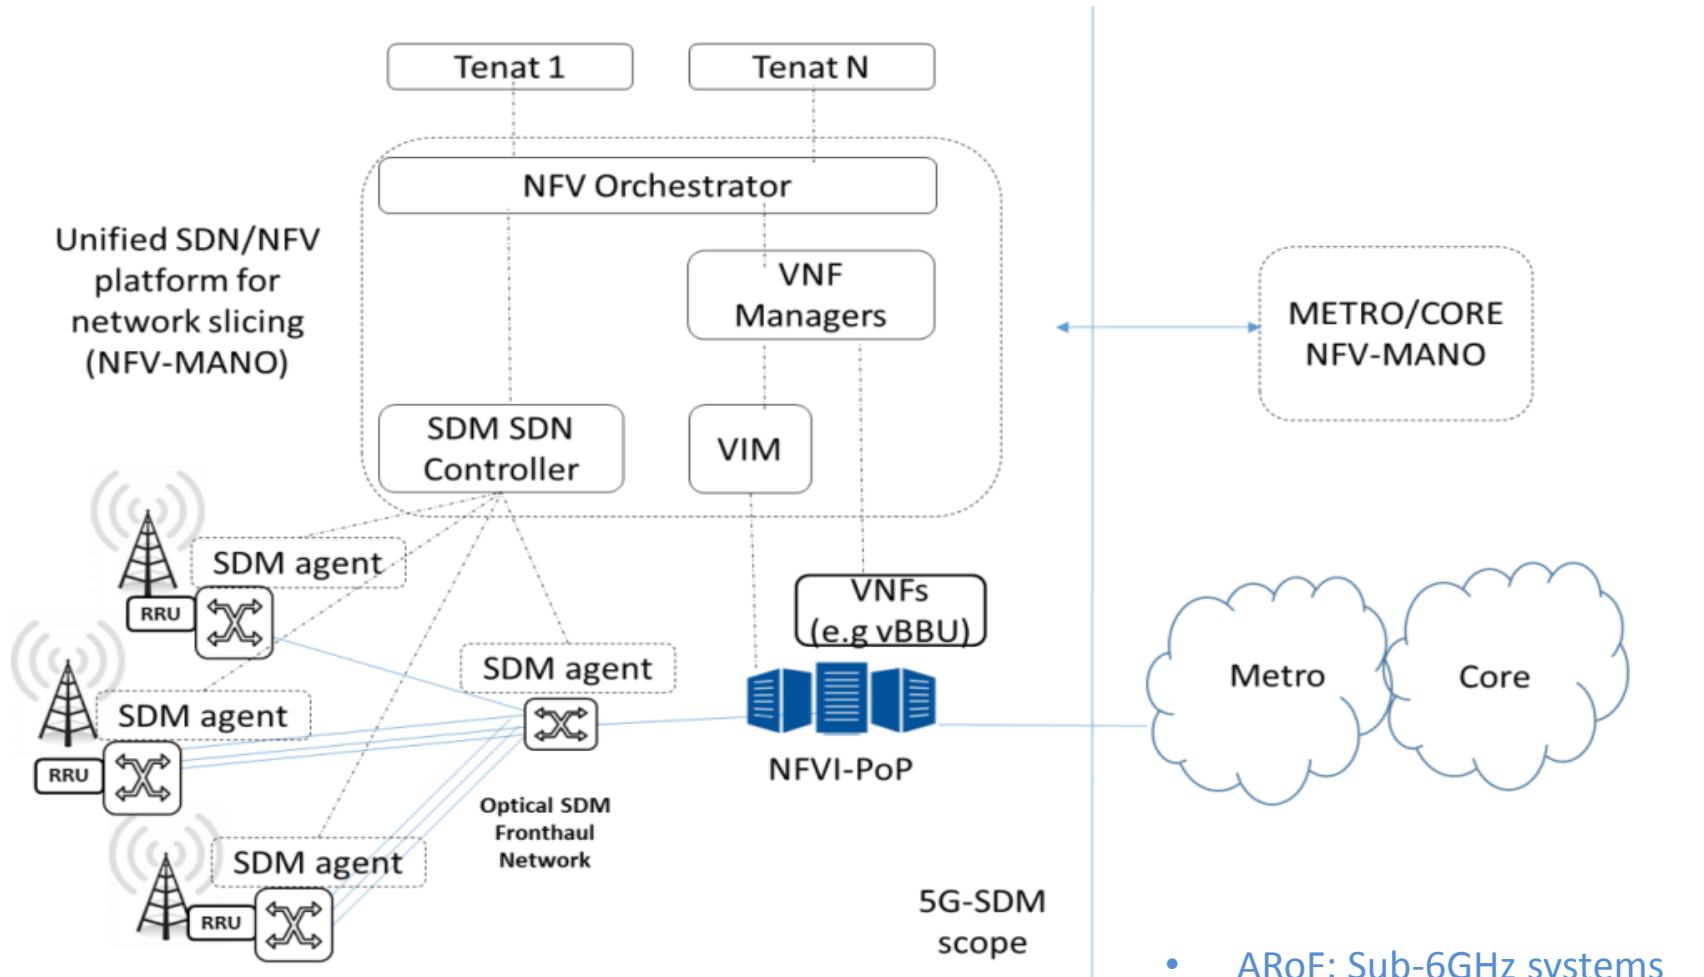 Tenat 1
Tenat N
NFV Orchestrator
Unified SDN/NFV
platform for
network slicing
(NFV-MANO)
VNF
Managers
METRO/CORE
NFV-MANO
SDM SDN
Controller
VIM
SDM agent
RRU
VNFs
(e.g vBBU)
SDM agent
Metro
Core
SDM agent
RRU
NFVI-PoP
Optical SDM
Fronthaul
Network
SDM agent
RRU
5G-SDM
scope
• ARoF: Sub-6GHz systems